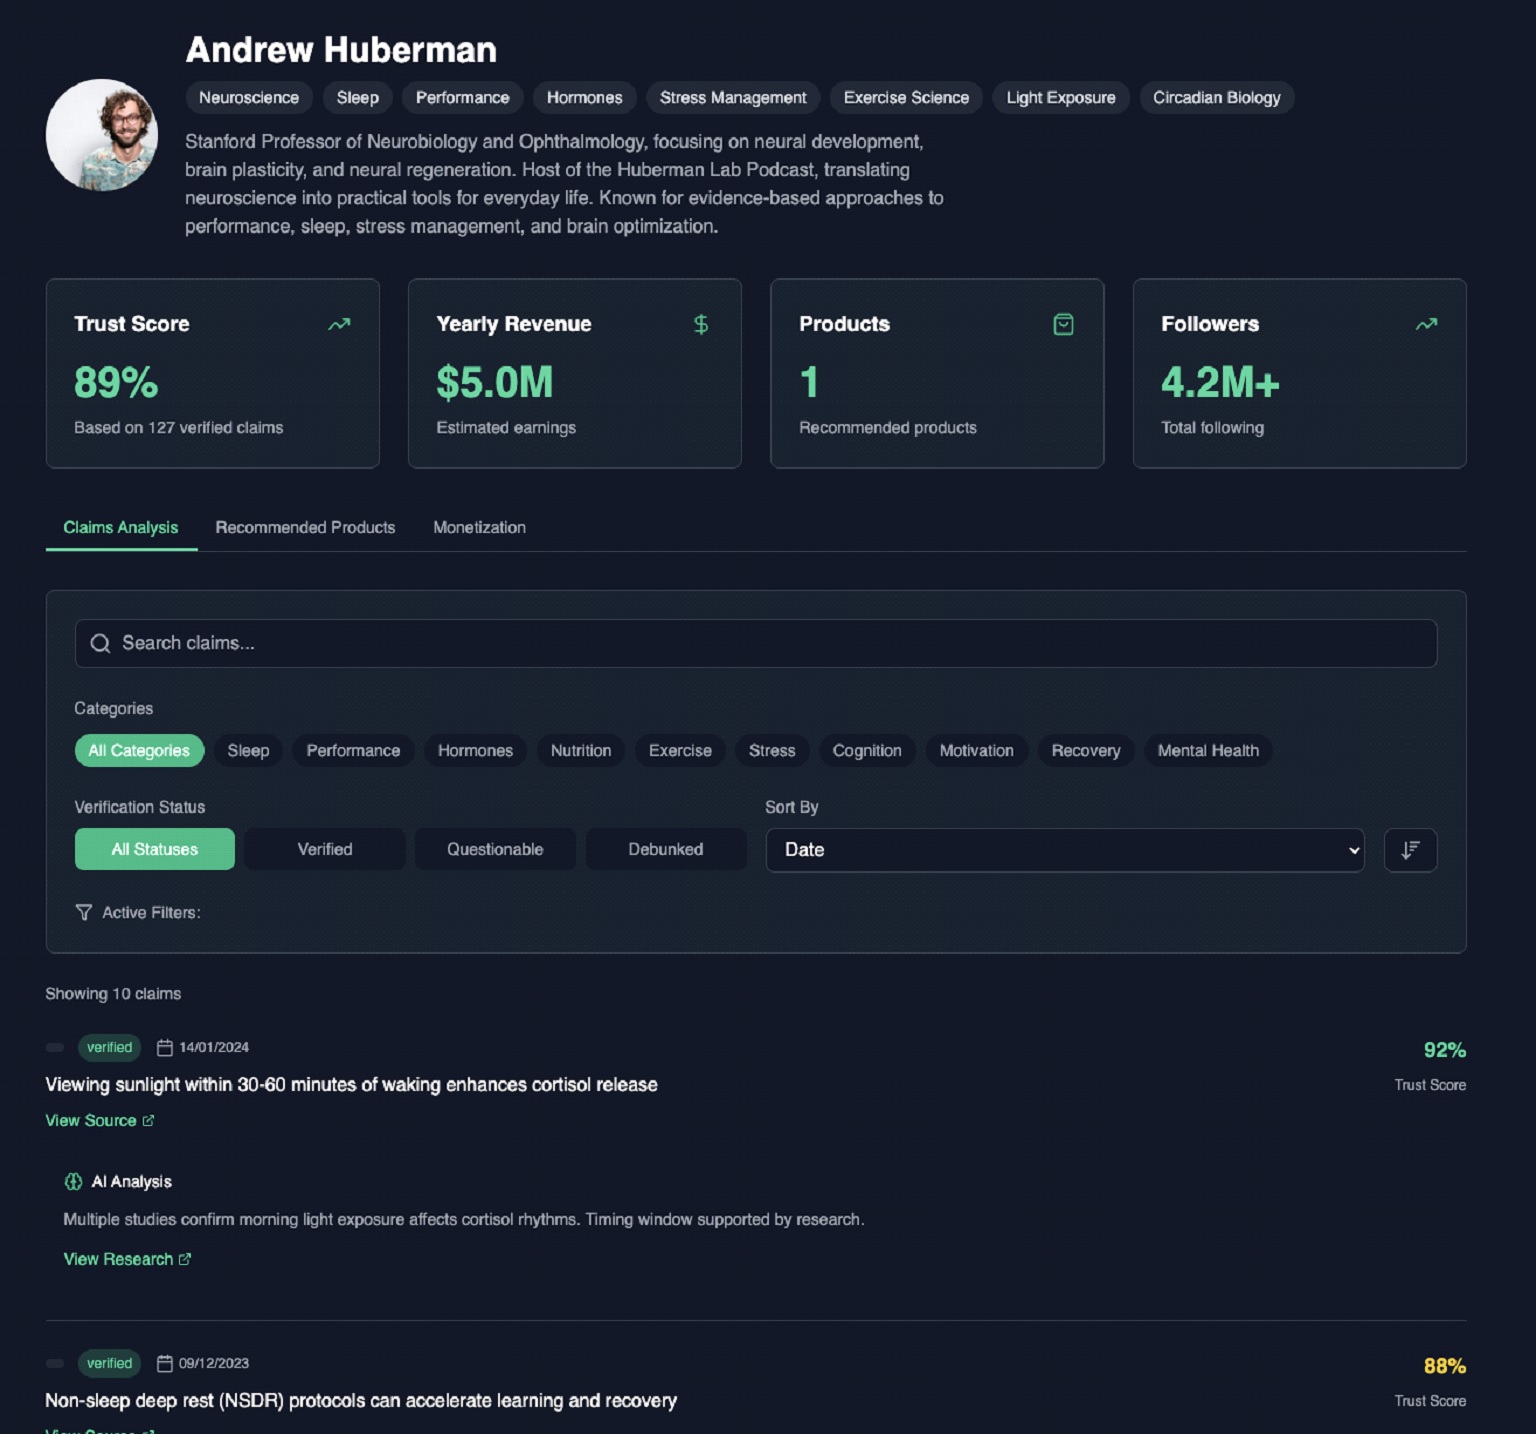 Andrew Huberman
Neuroscience Sleep Performance Hormones Stress Management Exercise Science Light Exposure Circadian Biology
Stanford Professor of Neurobiology and Ophthalmology, focusing on neural development,
brain plasticity, and neural regeneration. Host of the Huberman Lab Podcast, translating
neuroscience into practical tools for everyday life. Known for evidence-based approaches to
performance, sleep, stress management, and brain optimization.
Trust Score
89%
Based on 127 verified claims
Yearly Revenue
$
$5.0M
Estimated earnings
Products
1
Recommended products
Followers
4.2M+
Total following
Claims Analysis Recommended Products Monetization
Search claims...
Categories
All Categories Sleep Performance Hormones Nutrition Exercise Stress Cognition Motivation Recovery Mental Health
Verification Status
All Statuses Verified Questionable Debunked
Sort By
Date
Active Filters:
Showing 10 claims
verified 14/01/2024
Viewing sunlight within 30-60 minutes of waking enhances cortisol release
View Source
92%
Trust Score
AI Analysis
Multiple studies confirm morning light exposure affects cortisol rhythms. Timing window supported by research.
View Research
verified 09/12/2023
Non-sleep deep rest (NSDR) protocols can accelerate learning and recovery
88%
Trust Score